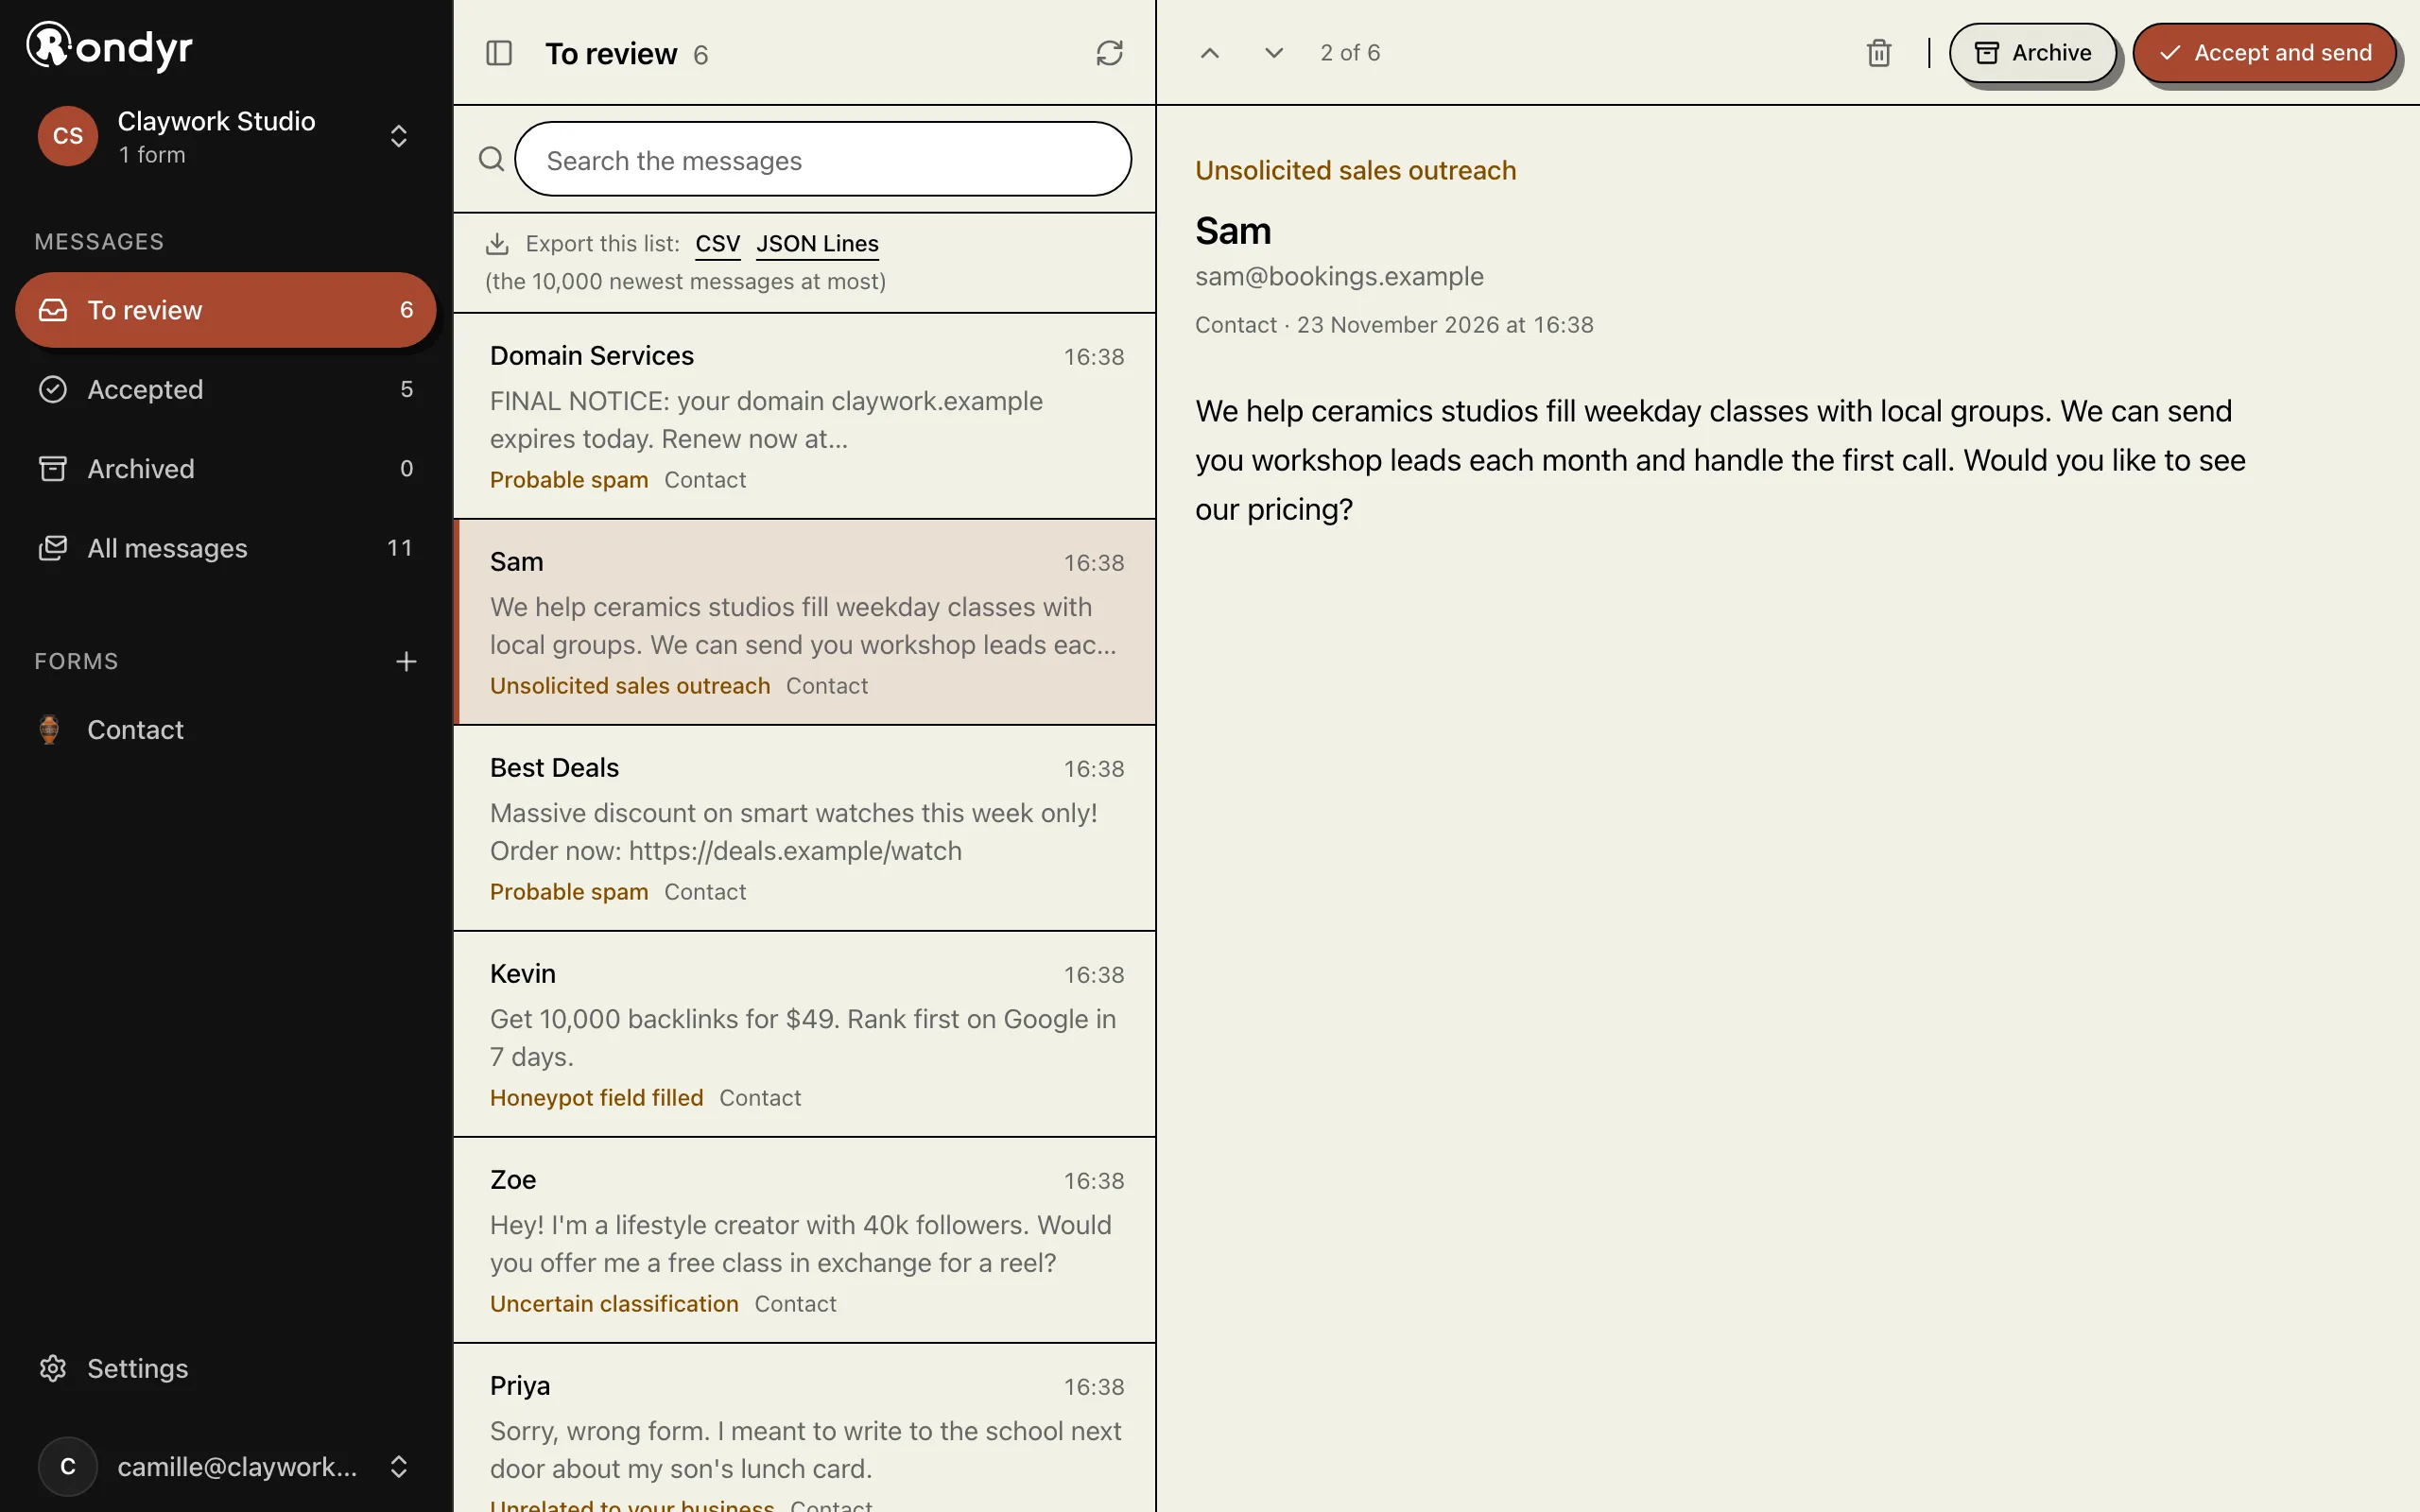 Rondyr
CS
Claywork Studio
1 form
MESSAGES
To review 6
Accepted 5
Archived 0
All messages 11
FORMS
Contact
Settings
C
camille@claywork...
To review 6
Search the messages
Export this list: CSV JSON Lines
(the 10,000 newest messages at most)
Domain Services 16:38
FINAL NOTICE: your domain claywork.example
expires today. Renew now at...
Probable spam Contact
Sam 16:38
We help ceramics studios fill weekday classes with
local groups. We can send you workshop leads eac...
Unsolicited sales outreach Contact
Best Deals 16:38
Massive discount on smart watches this week only!
Order now: https://deals.example/watch
Probable spam Contact
Kevin 16:38
Get 10,000 backlinks for $49. Rank first on Google in
7 days.
Honeypot field filled Contact
Zoe 16:38
Hey! I'm a lifestyle creator with 40k followers. Would
you offer me a free class in exchange for a reel?
Uncertain classification Contact
Priya 16:38
Sorry, wrong form. I meant to write to the school next
door about my son's lunch card.
Unrelated to your business Contact
2 of 6
Archive
Accept and send
Unsolicited sales outreach
Sam
sam@bookings.example
Contact · 23 November 2026 at 16:38
We help ceramics studios fill weekday classes with local groups. We can send
you workshop leads each month and handle the first call. Would you like to see
our pricing?